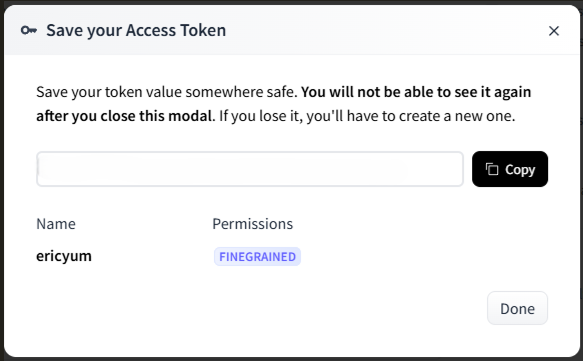 Save your Access Token
Save your token value somewhere safe. You will not be able to see it again
after you close this modal. If you lose it, you'll have to create a new one.
Copy
Name Permissions
ericyum FINEGRAINED
Done